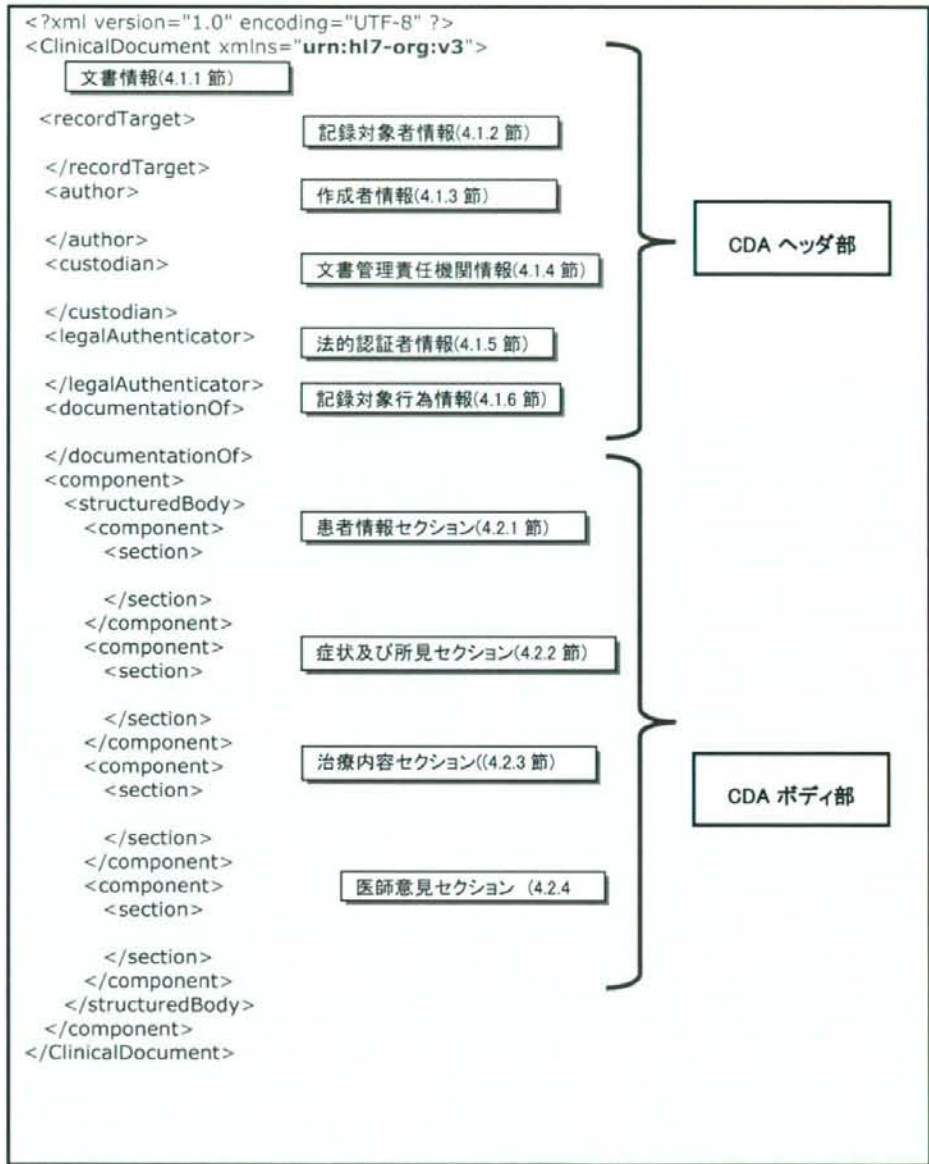 <?xml version="1.0" encoding="UTF-8" ?>
<ClinicalDocument xmlns="urn:hl7-org:v3">
文書情報(4.1.1 節)
<recordTarget>
記録対象者情報(4.1.2 節)
</recordTarget>
<author>
作成者情報(4.1.3 節)
</author>
<custodian>
文書管理責任機関情報(4.1.4 節)
</custodian>
<legalAuthenticator>
法的認証者情報(4.1.5 節)
</legalAuthenticator>
<documentationOf>
記録対象行為情報(4.1.6 節)
CDA ヘッダ部
</documentationOf>
<component>
<structuredBody>
<component>
患者情報セクション(4.2.1 節)
<section>
</section>
</component>
<component>
症状及び所見セクション(4.2.2 節)
<section>
</section>
</component>
<component>
治療内容セクション((4.2.3 節)
<section>
</section>
</component>
<component>
医師意見セクション (4.2.4
<section>
</section>
</component>
</structuredBody>
</component>
</ClinicalDocument>
CDA ボディ部